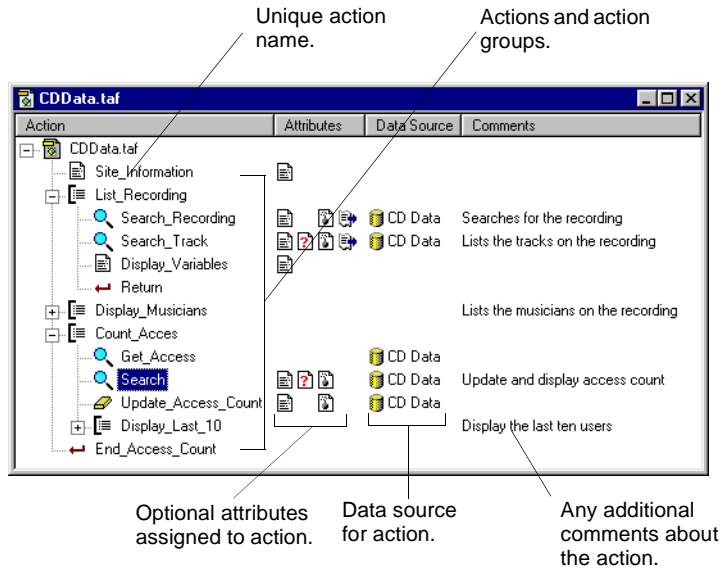 Unique action
name.
Actions and action
groups.
CDData.taf
Action Attributes Data Source Comments
CDData.taf
Site_Information
List_Recording
Search_Recording CD Data Searches for the recording
Search_Track ? CD Data Lists the tracks on the recording
Display_Variables
Return
Display_Musicians Lists the musicians on the recording
Count_Acces
Get_Access CD Data
Search ? CD Data Update and display access count
Update_Access_Count CD Data
Display_Last_10 Display the last ten users
End_Access_Count
Optional attributes
assigned to action.
Data source
for action.
Any additional
comments about
the action.